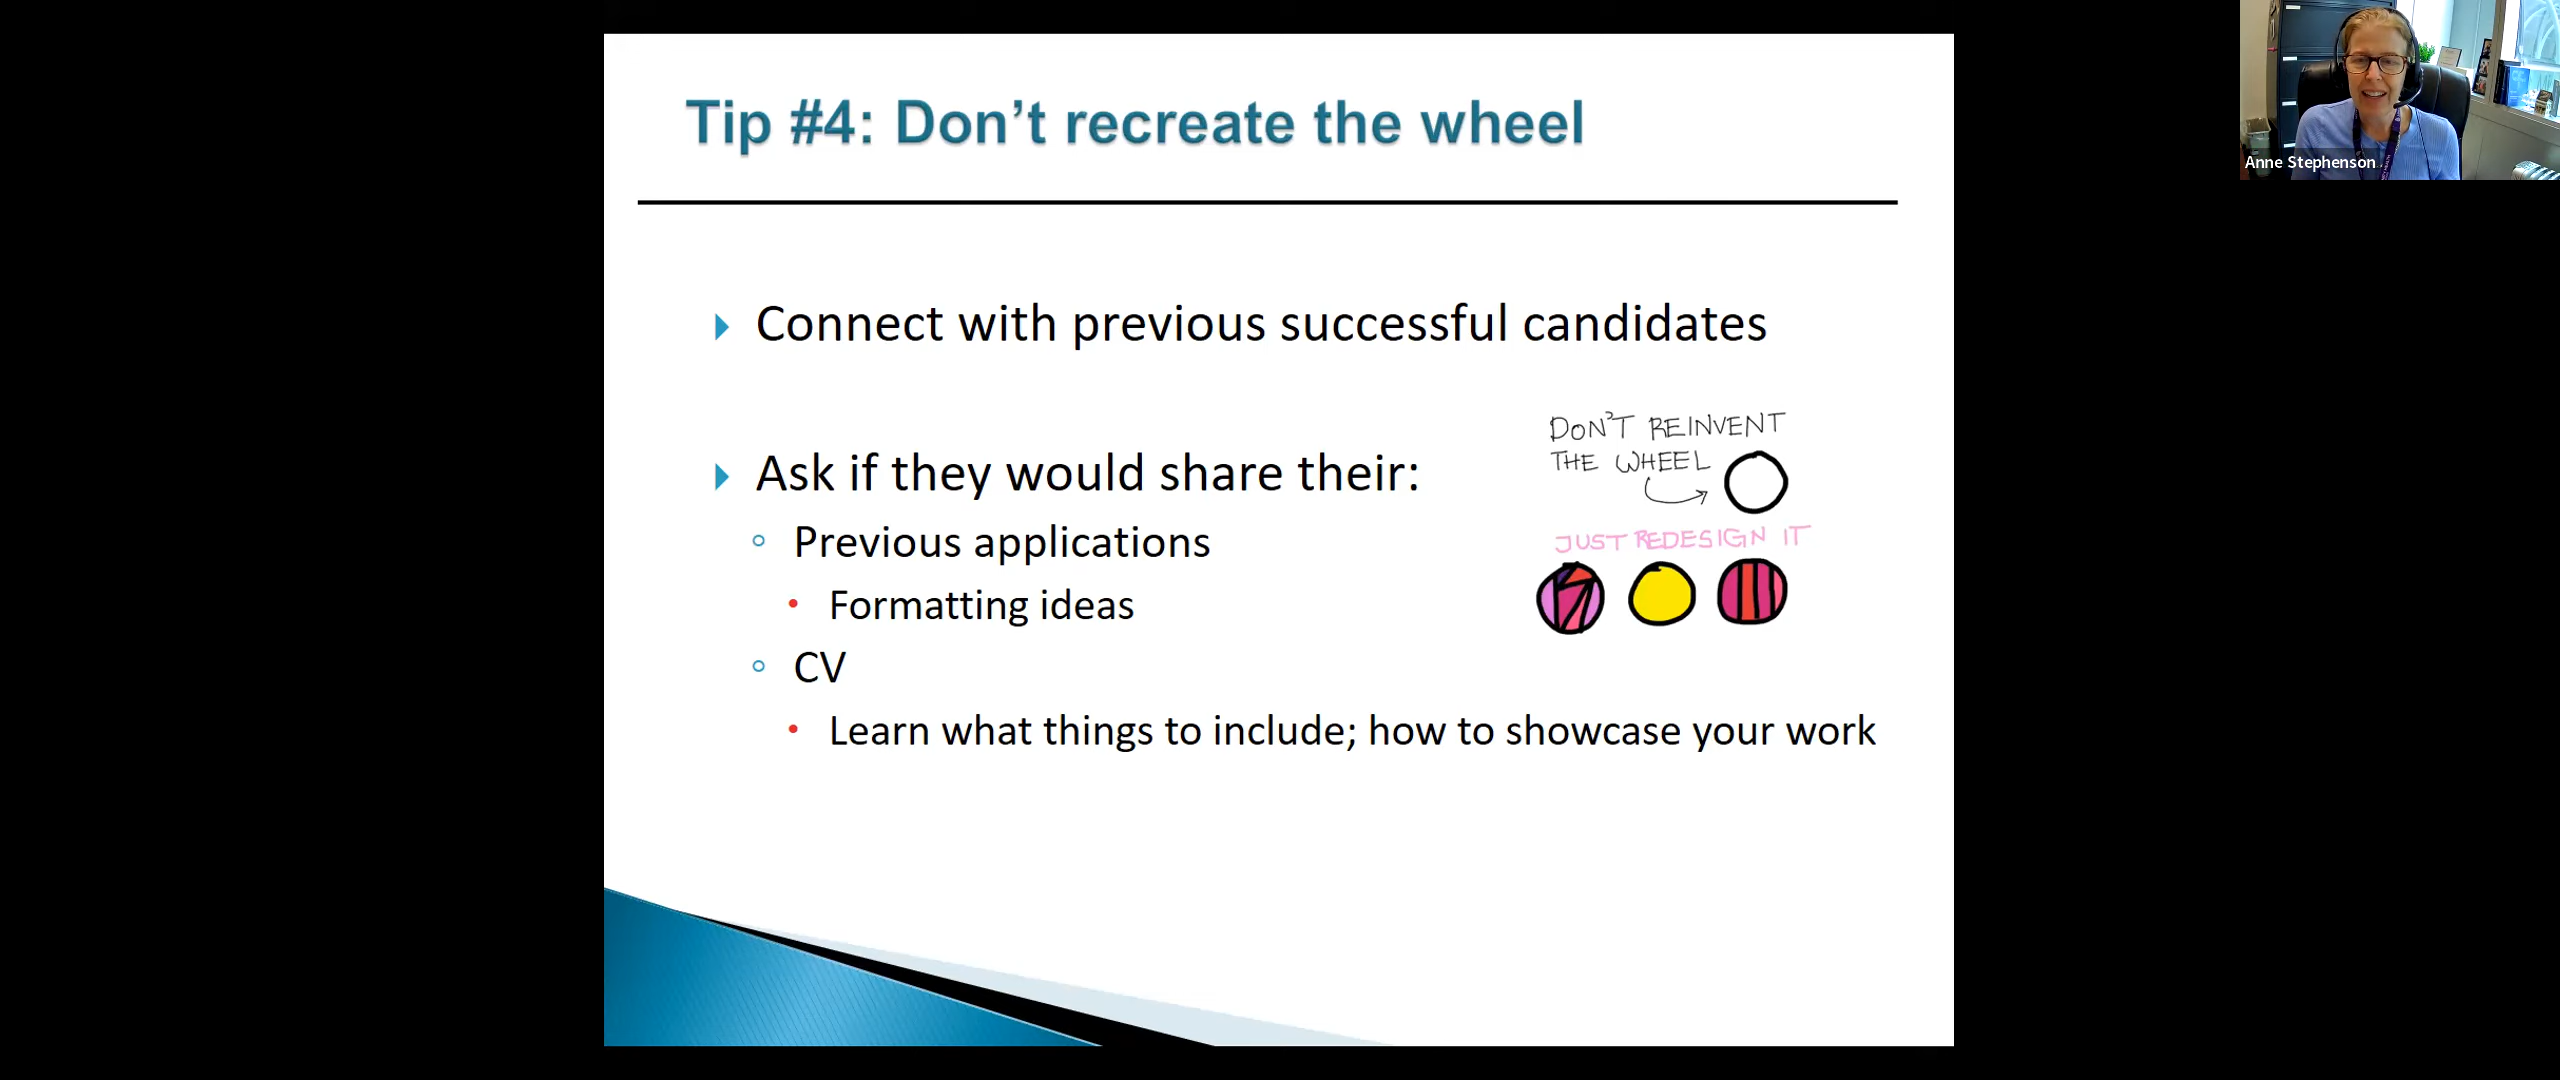 Tip #4: Don’t recreate the wheel
Connect with previous successful candidates
Ask if they would share their:
Previous applications
Formatting ideas
CV
Learn what things to include; how to showcase your work
DON'T REINVENT
THE WHEEL
JUST REDESIGN IT
Anne Stephenson